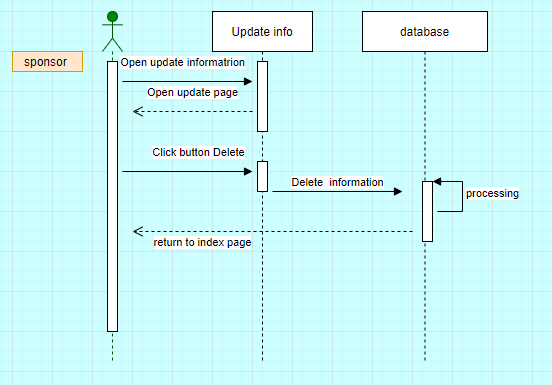 Update info
database
sponsor
Open update informatrion
Open update page
Click button Delete
Delete information
processing
return to index page